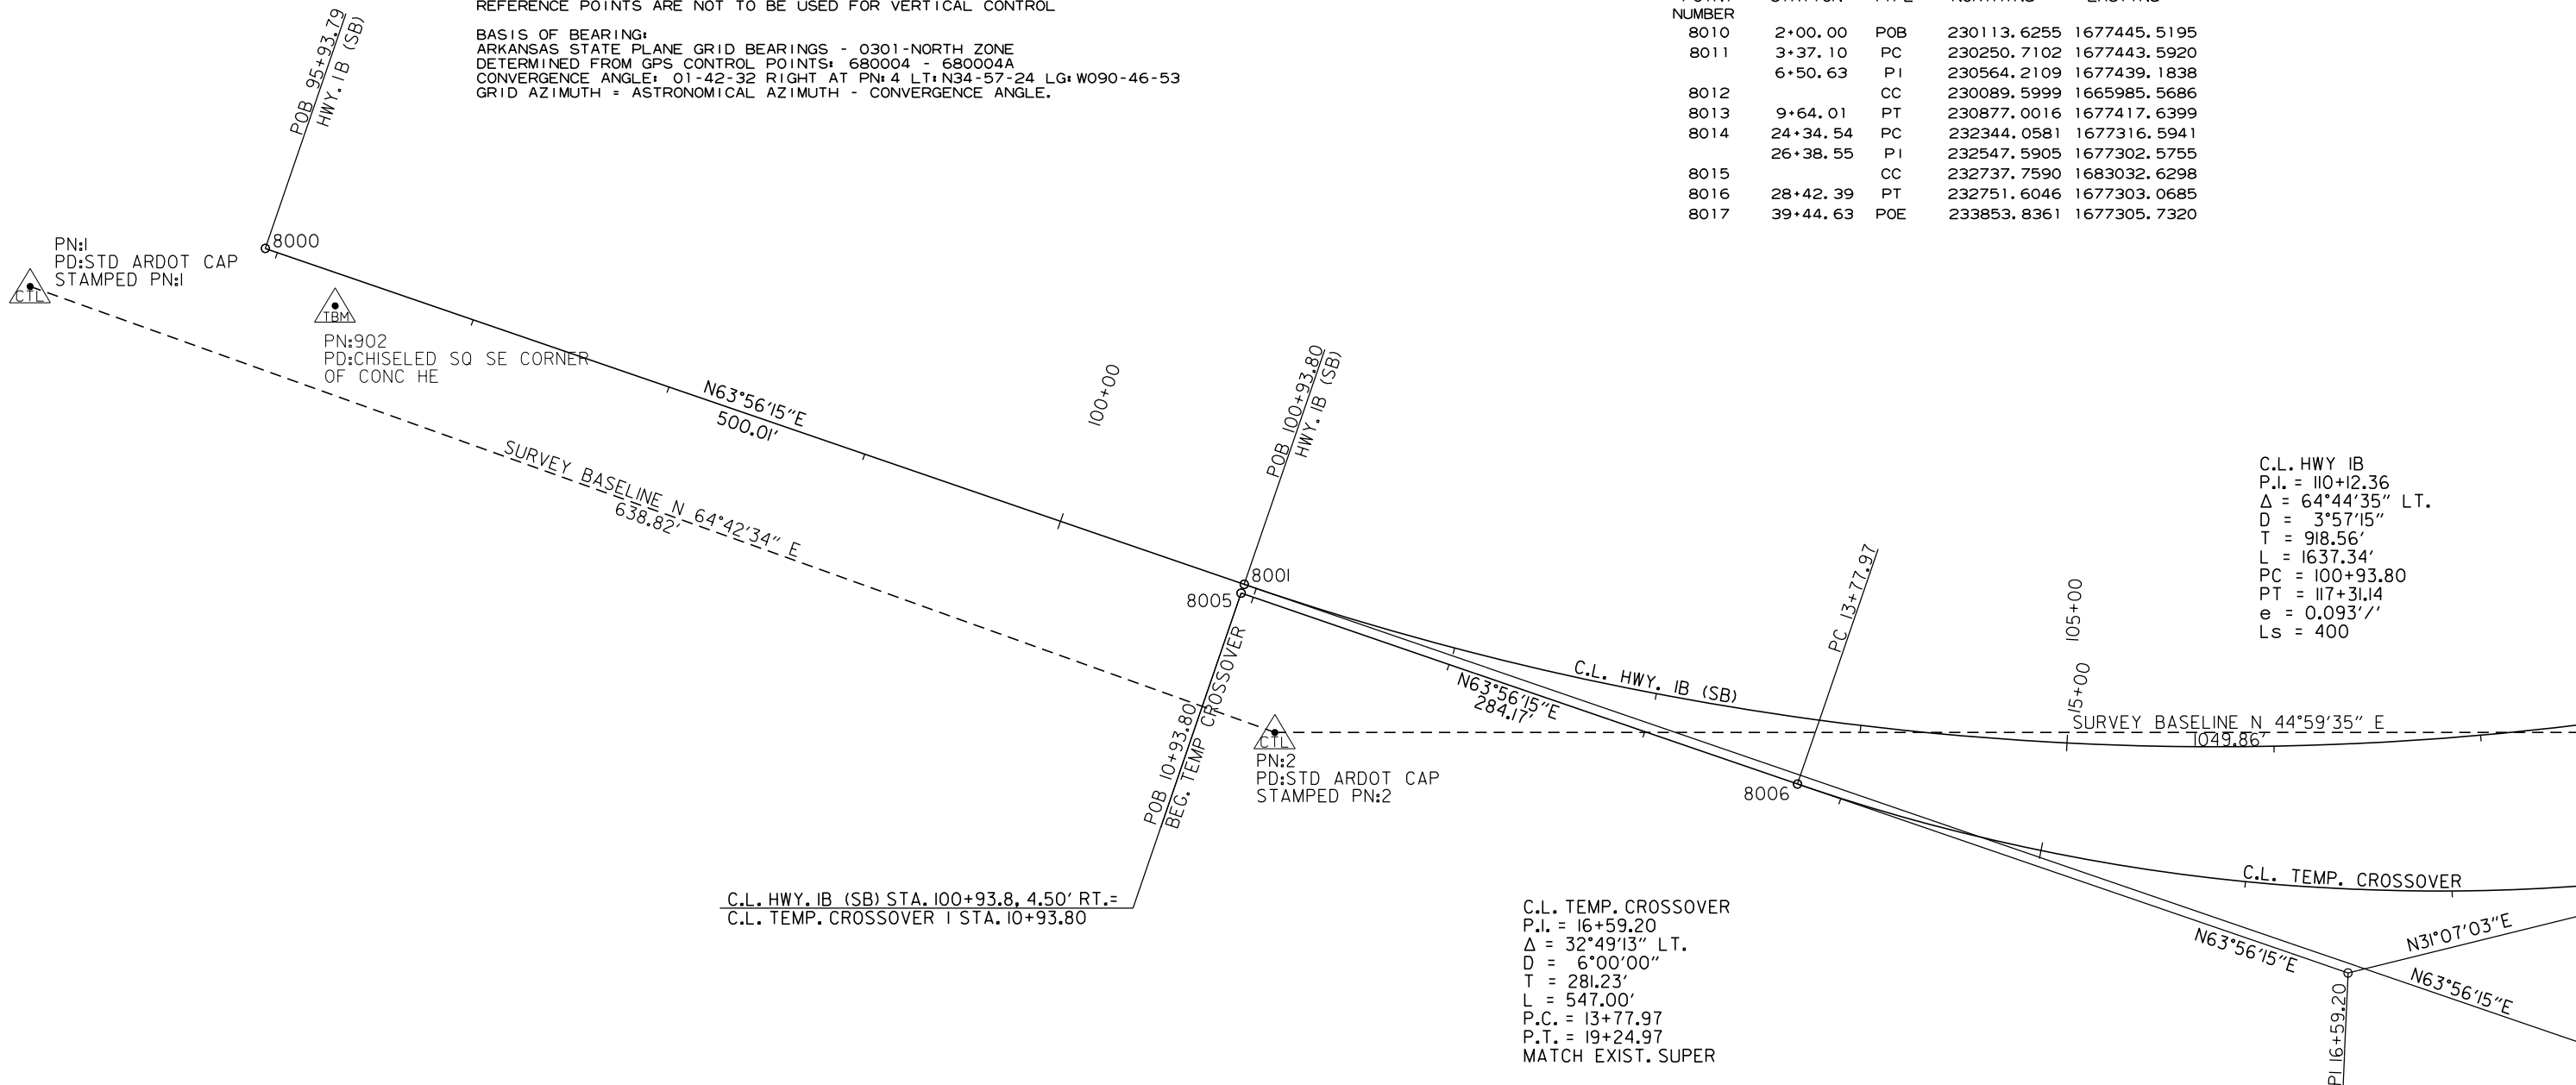 REFERENCE POINTS ARE NOT TO BE USED FOR VERTICAL CONTROL
BASIS OF BEARING:
ARKANSAS STATE PLANE GRID BEARINGS - 0301-NORTH ZONE
DETERMINED FROM GPS CONTROL POINTS: 680004 - 680004A
CONVERGENCE ANGLE: 01-42-32 RIGHT AT PN: 4 LT: N34-57-24 LG: W090-46-53
GRID AZIMUTH = ASTRONOMICAL AZIMUTH - CONVERGENCE ANGLE.
NUMBER
8010 2+00.00 POB 230113.6255 1677445.5195
8011 3+37.10 PC 230250.7102 1677443.5920
6+50.63 PI 230564.2109 1677439.1838
8012 CC 230089.5999 1665985.5686
8013 9+64.01 PT 230877.0016 1677417.6399
8014 24+34.54 PC 232344.0581 1677316.5941
26+38.55 PI 232547.5905 1677302.5755
8015 CC 232737.7590 1683032.6298
8016 28+42.39 PT 232751.6046 1677303.0685
8017 39+44.63 POE 233853.8361 1677305.7320
POB 95+93.79
HWY. 1B (SB)
8000
PN:1
PD:STD ARDOT CAP
STAMPED PN:1
CTL
TBM
PN:902
PD:CHISELED SQ SE CORNER
OF CONC HE
N63°56'15"E
500.01'
SURVEY BASELINE N 64°42'34" E
638.82'
100+00
POB 100+93.80
HWY. 1B (SB)
8001
8005
POB 10+93.80
BEG. TEMP CROSSOVER
C.L. HWY. 1B (SB) STA. 100+93.8, 4.50' RT.=
C.L. TEMP. CROSSOVER 1 STA. 10+93.80
CTL
PN:2
PD:STD ARDOT CAP
STAMPED PN:2
N63°56'15"E
284.17'
C.L. HWY. 1B (SB)
PC 13+77.97
8006
105+00
15+00
SURVEY BASELINE N 44°59'35" E
1049.86'
C.L. HWY 1B
P.I. = 110+12.36
Δ = 64°44'35" LT.
D = 3°57'15"
T = 918.56'
L = 1637.34'
PC = 100+93.80
PT = 117+31.14
e = 0.093'/'
Ls = 400
C.L. TEMP. CROSSOVER
N31°07'03"E
N63°56'15"E
N63°56'15"E
PI 16+59.20
C.L. TEMP. CROSSOVER
P.I. = 16+59.20
Δ = 32°49'13" LT.
D = 6°00'00"
T = 281.23'
L = 547.00'
P.C. = 13+77.97
P.T. = 19+24.97
MATCH EXIST. SUPER